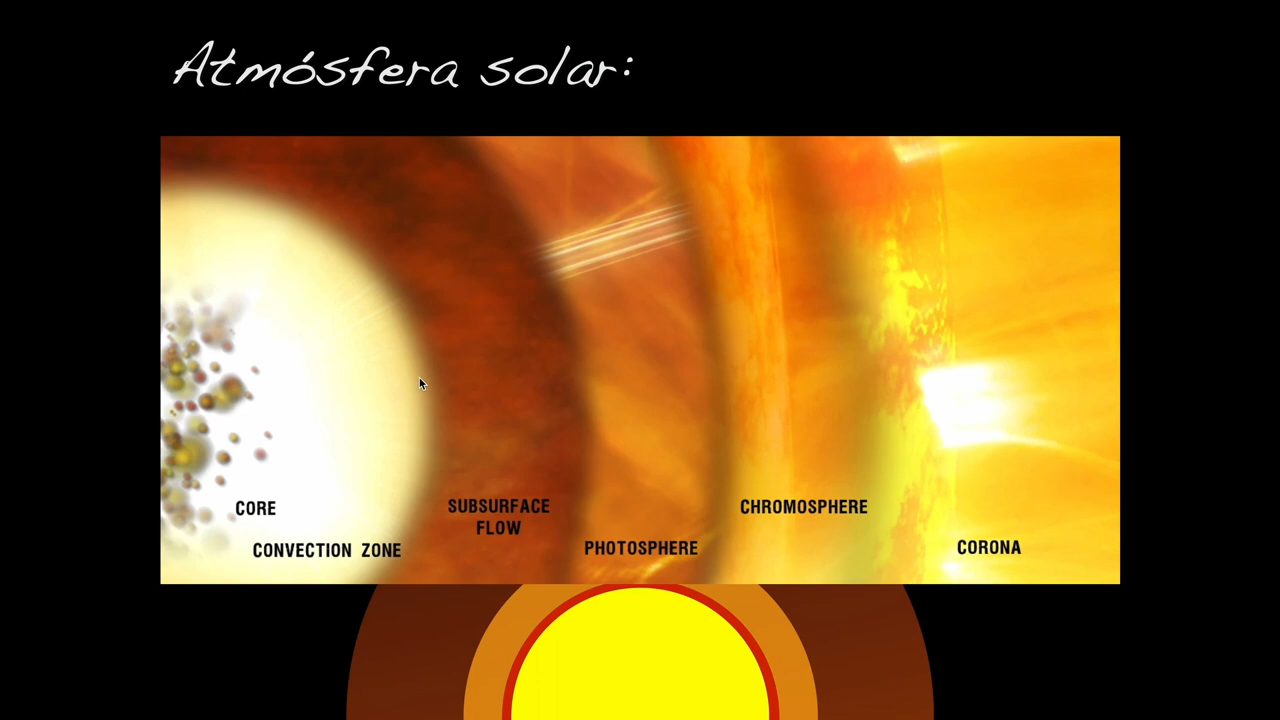 Atmósfera solar:
CORE
CONVECTION ZONE
SUBSURFACE
FLOW
PHOTOSPHERE
CHROMOSPHERE
CORONA